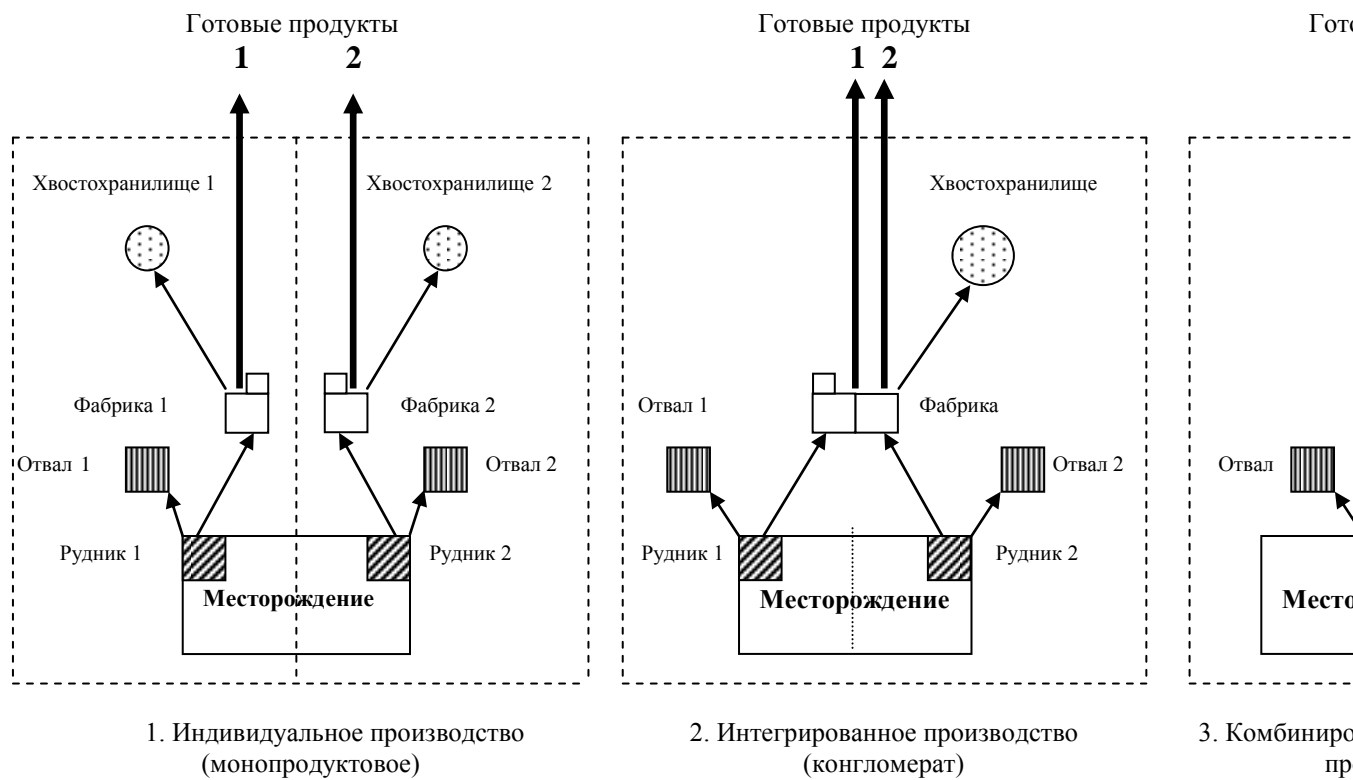 Готовые продукты
1 2
Хвостохранилище 1
Хвостохранилище 2
Фабрика 1
Фабрика 2
Отвал 1
Отвал 2
Рудник 1
Рудник 2
Месторождение
1. Индивидуальное производство
(монопродуктовое)
Готовые продукты
1 2
Хвостохранилище
Отвал 1
Фабрика
Отвал 2
Рудник 1
Рудник 2
Месторождение
2. Интегрированное производство
(конгломерат)
Отвал
3.